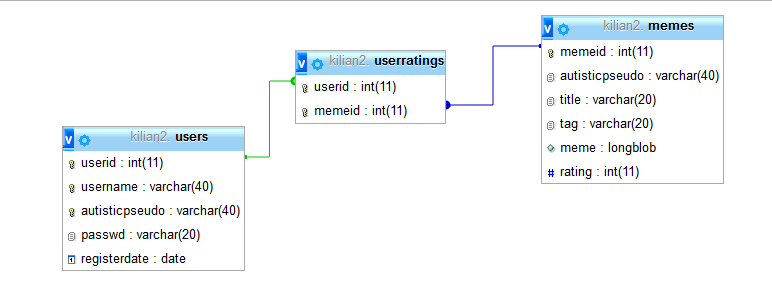 kilian2. memes
memeid : int(11)
autisticpseudo : varchar(40)
title : varchar(20)
tag : varchar(20)
meme : longblob
# rating : int(11)
kilian2. userratings
userid : int(11)
memeid : int(11)
kilian2. users
userid : int(11)
username : varchar(40)
autisticpseudo : varchar(40)
passwd : varchar(20)
registerdate : date